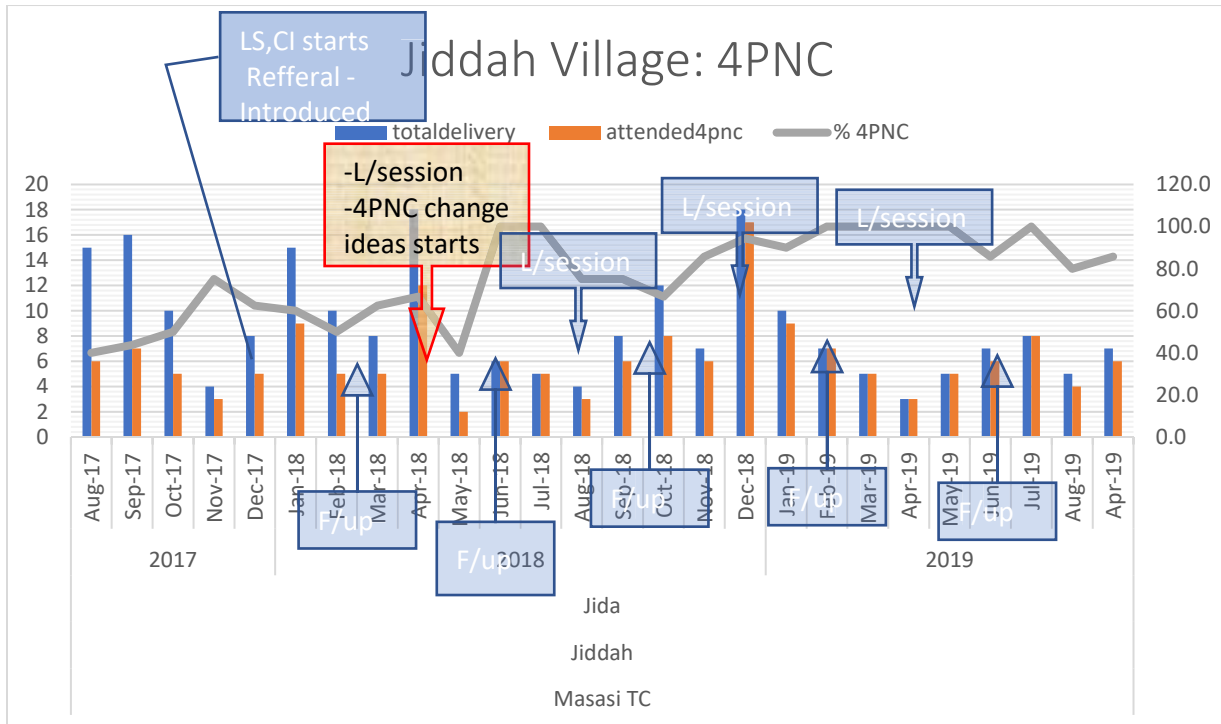 LS,CI starts
Refferal -
Introduced
Jiddah Village: 4PNC
totaldelivery attended4pnc % 4PNC
-L/session
-4PNC change
ideas starts
L/session
L/session
L/session
20
18
16
14
12
10
8
6
4
2
0
120.0
100.0
80.0
60.0
40.0
20.0
0.0
F/up
F/up
F/up
F/up
F/up
Aug-17
Sep-17
Oct-17
Nov-17
Dec-17
Jan-18
Feb-18
Mar-18
Apr-18
May-18
Jun-18
Jul-18
Aug-18
Sep-18
Oct-18
Nov-18
Dec-18
Jan-19
Feb-19
Mar-19
Apr-19
May-19
Jun-19
Jul-19
Aug-19
Apr-19
2017 2018 2019
Jida
Jiddah
Masasi TC